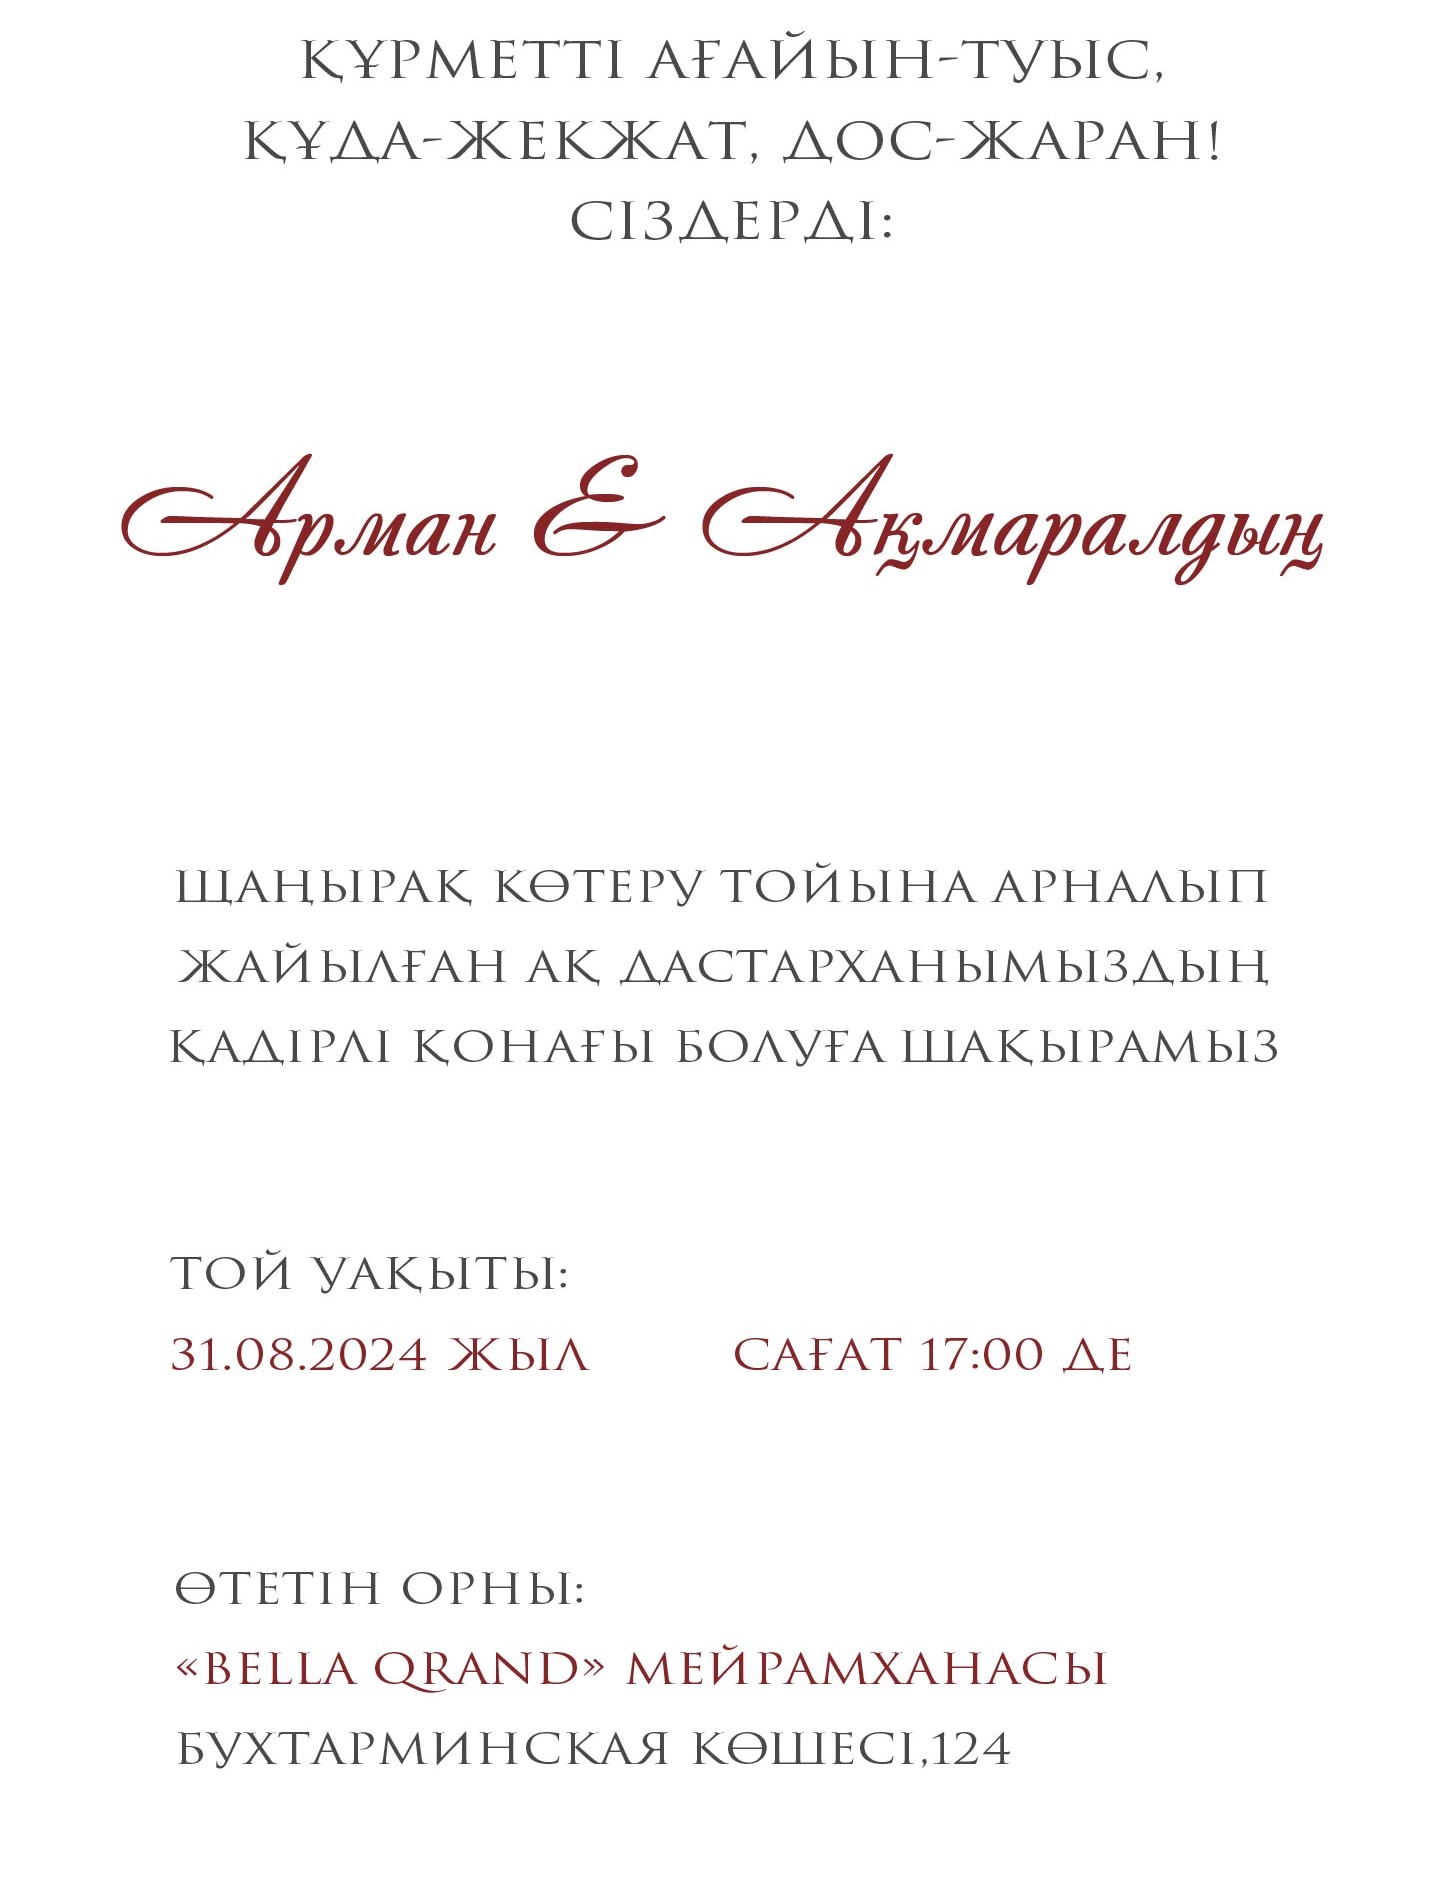 ҚҰРМЕТТІ АҒАЙЫН-ТУЫС,
ҚҰДА-ЖЕКЖАТ, ДОС-ЖАРАН!
СІЗДЕРДІ:
Арман & Ақмаралдың
ЩАҢЫРАҚ КӨТЕРУ ТОЙЫНА АРНАЛЫП
ЖАЙЫЛҒАН АҚ ДАСТАРХАНЫМЫЗДЫҢ
ҚАДІРЛІ ҚОНАҒЫ БОЛУҒА ШАҚЫРАМЫЗ
ТОЙ УАҚЫТЫ:
31.08.2024 ЖЫЛ САҒАТ 17:00 ДЕ
ӨТЕТІН ОРНЫ:
«BELLA QRAND» МЕЙРАМХАНАСЫ
БУХТАРМИНСКАЯ КӨШЕСІ,124